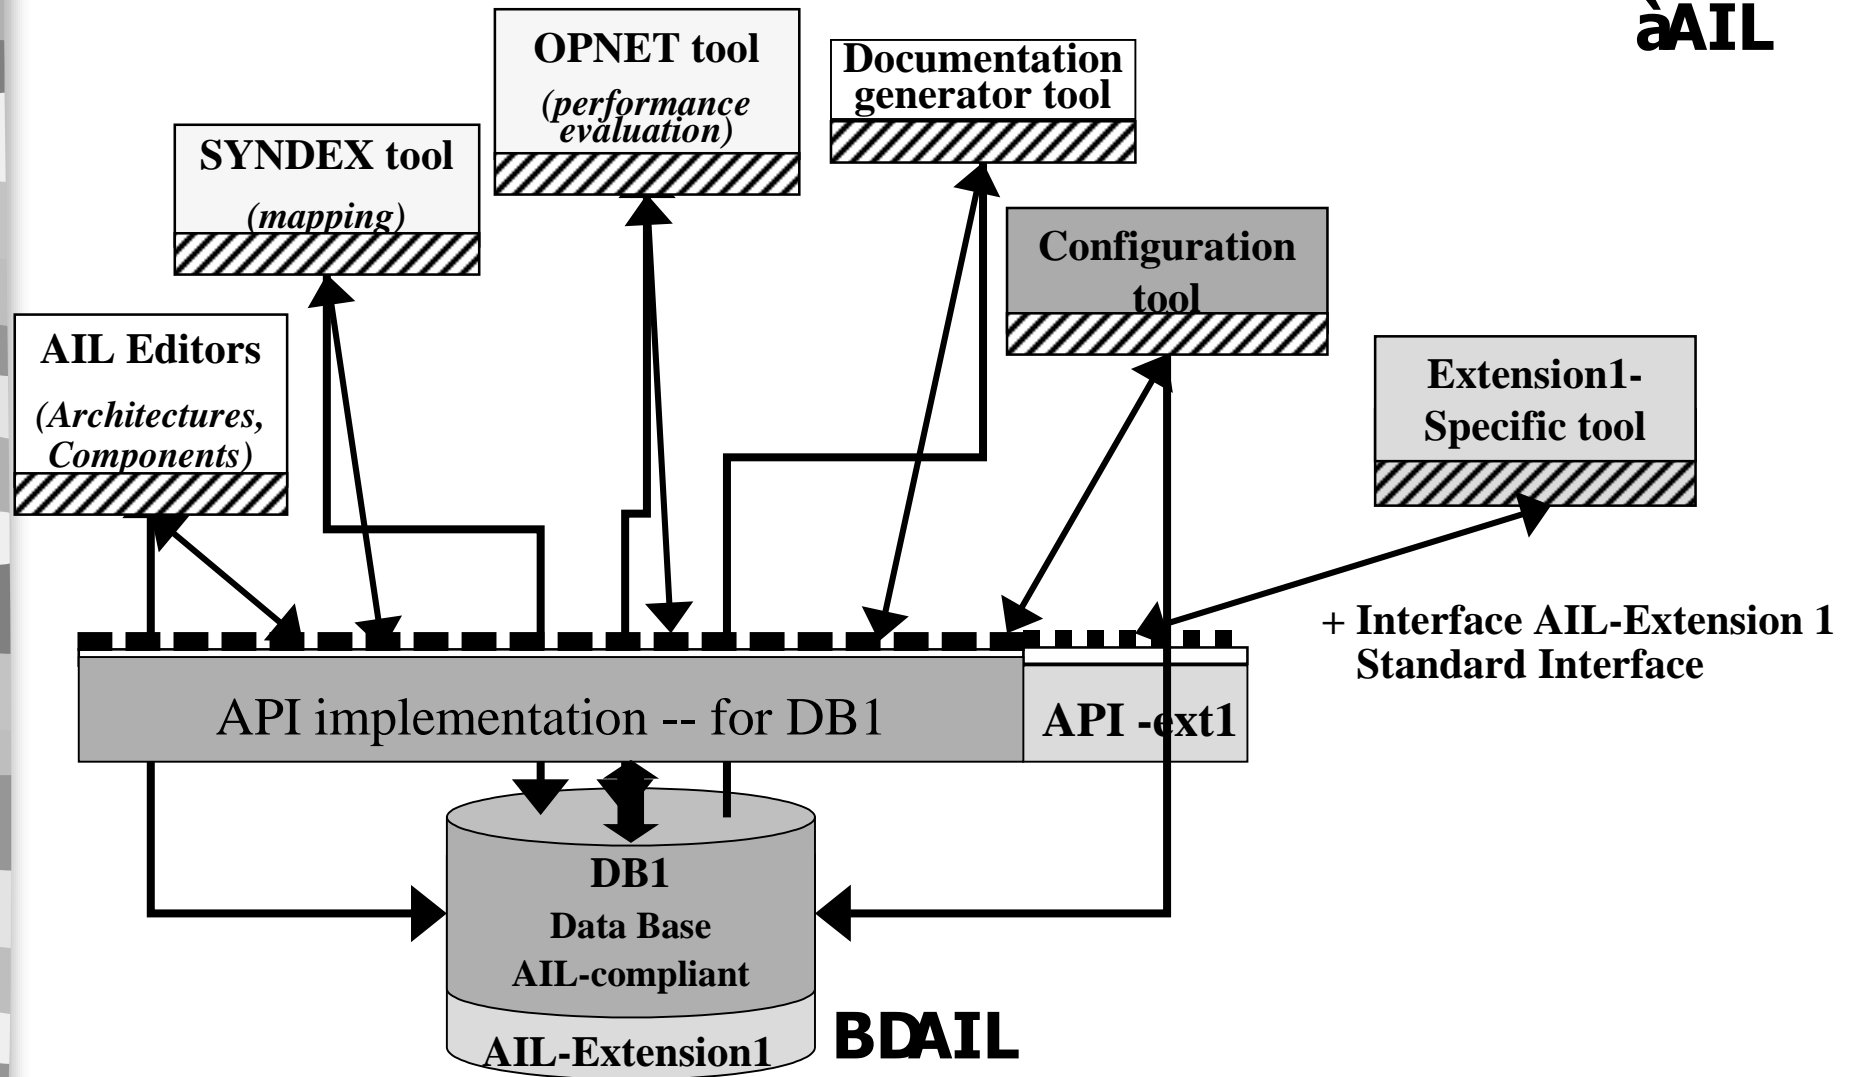 àAIL
OPNET tool
(performance
evaluation)
Documentation
generator tool
SYNDEX tool
(mapping)
Configuration
tool
AIL Editors
(Architectures,
Components)
Extension1-
Specific tool
+ Interface AIL-Extension 1
Standard Interface
API implementation -- for DB1
API -ext1
DB1
Data Base
AIL-compliant
AIL-Extension1
BDAIL